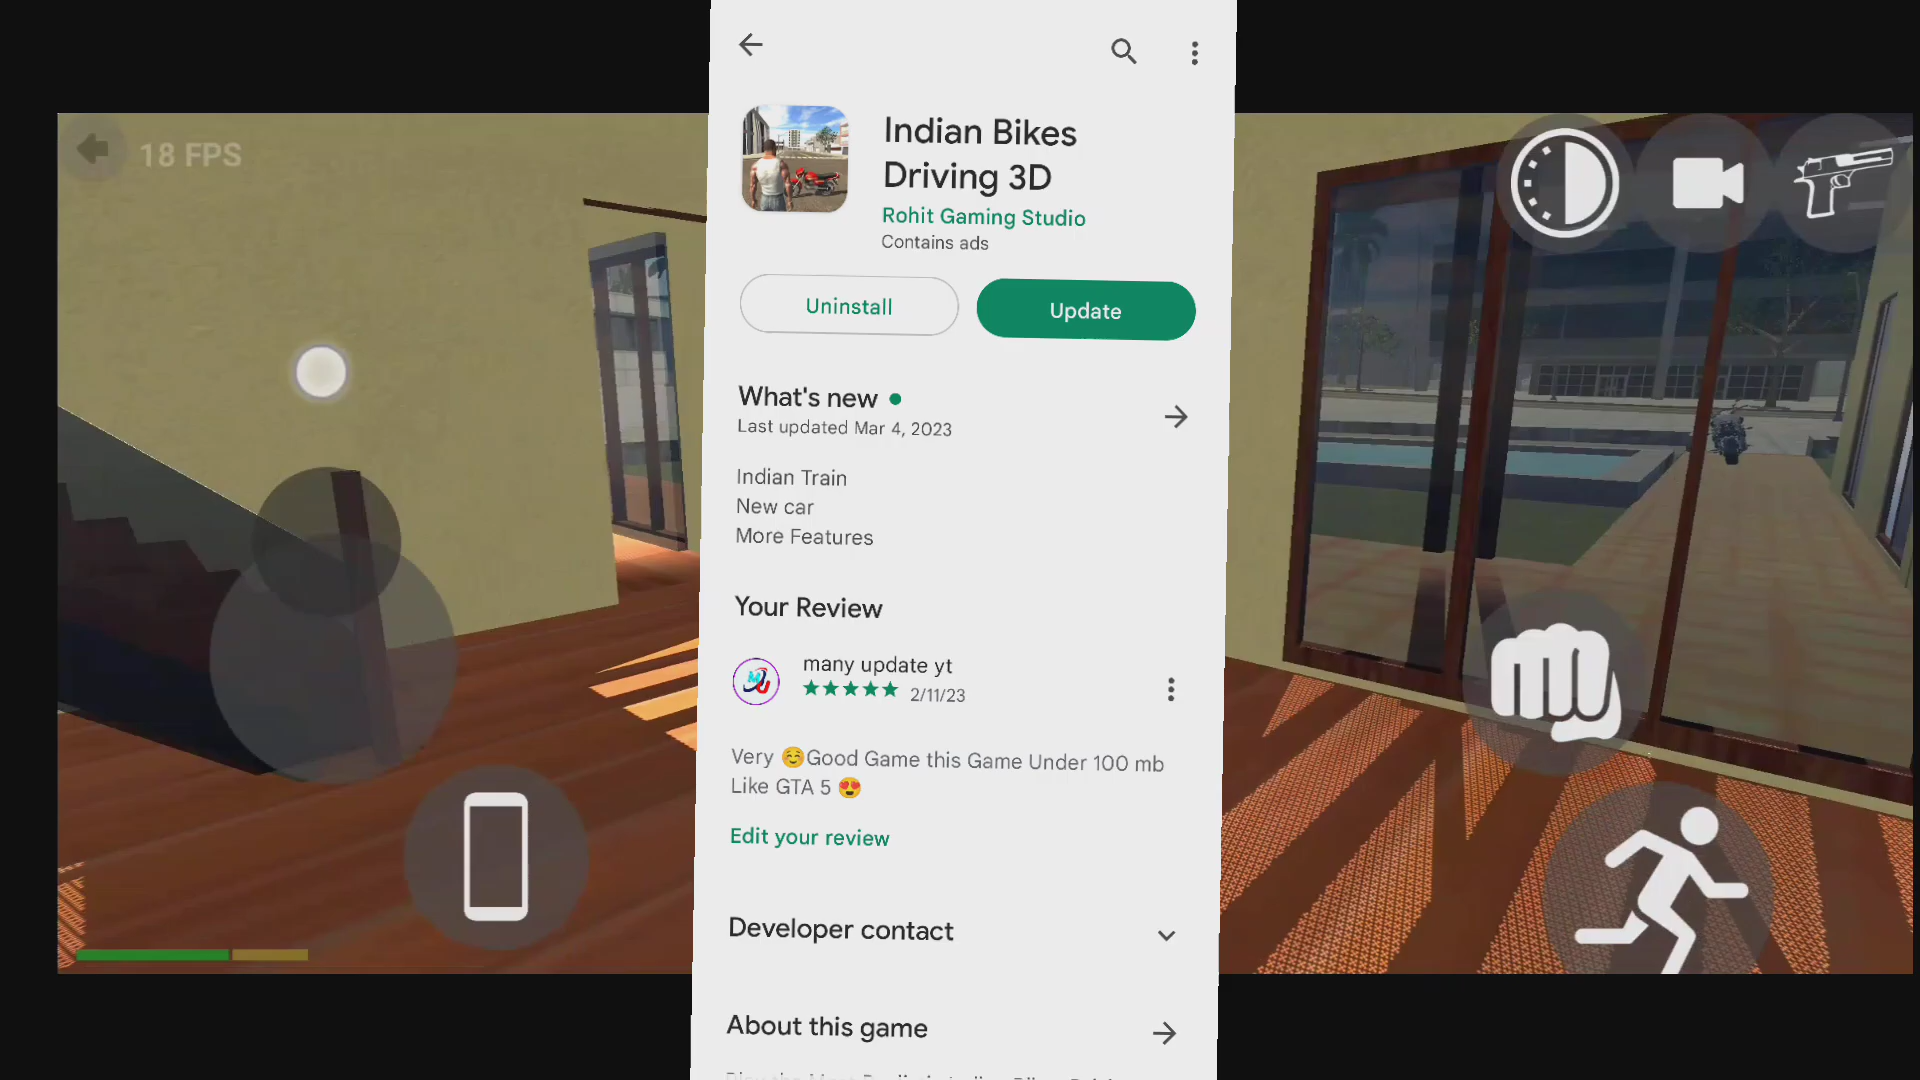 18 FPS
Indian Bikes
Driving 3D
Rohit Gaming Studio
Contains ads
Uninstall
Update
What's new
Last updated Mar 4, 2023
Indian Train
New car
More Features
Your Review
many update yt
2/11/23
Very ☺️Good Game this Game Under 100 mb
Like GTA 5 😍
Edit your review
Developer contact
About this game